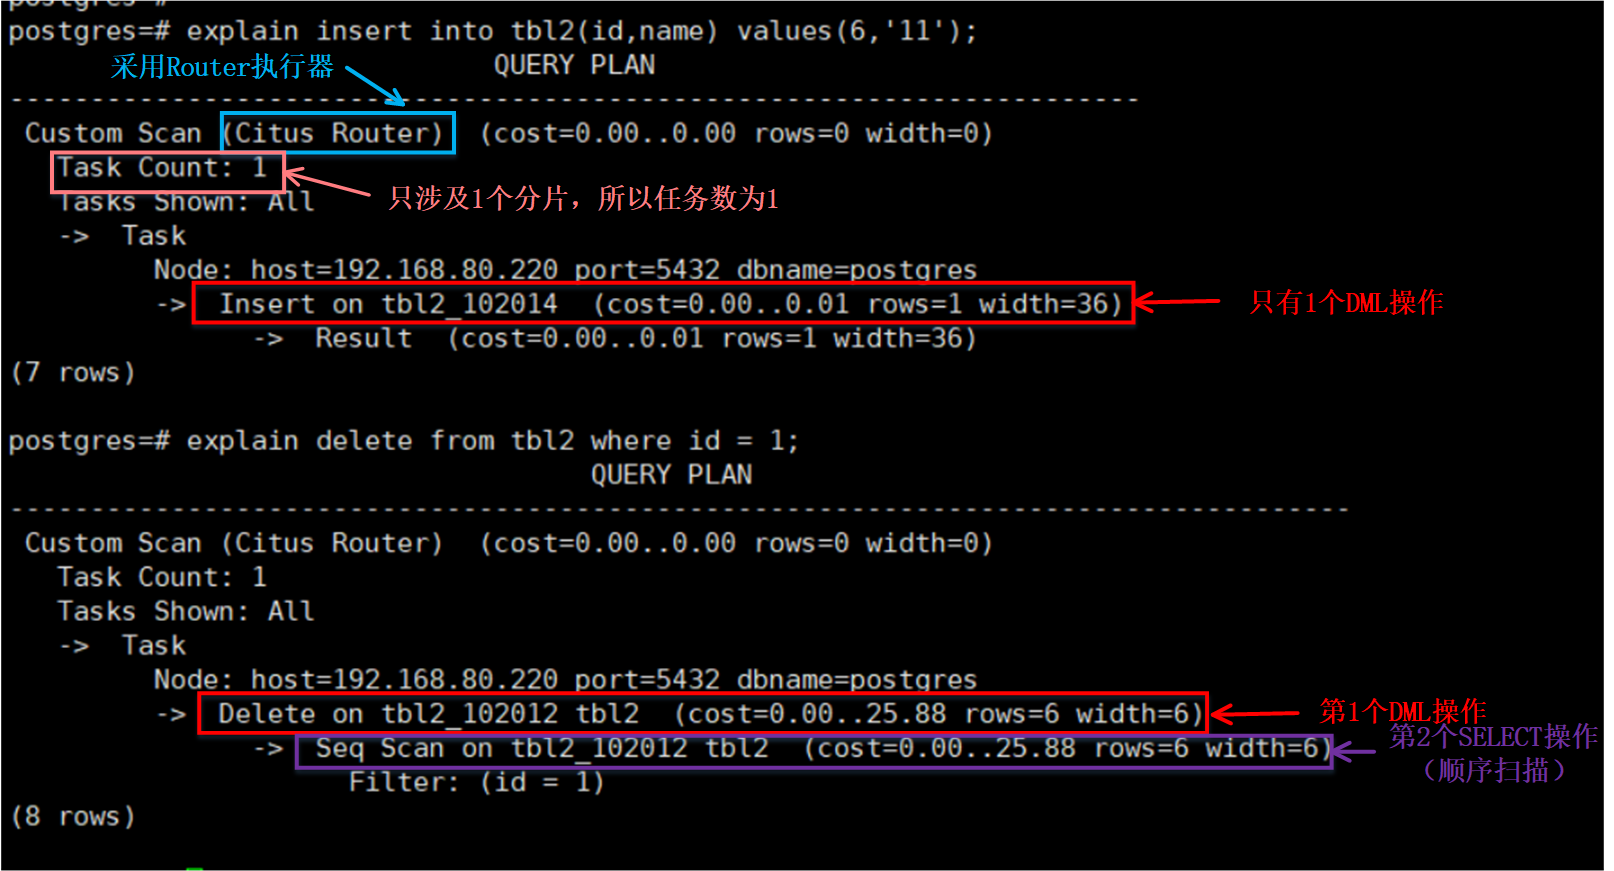 postgres=#
postgres=# explain insert into tbl2(id,name) values(6,'11');
采用Router执行器
QUERY PLAN
----------------------------------------------------------------------
Custom Scan (Citus Router)  (cost=0.00..0.00 rows=0 width=0)
Task Count: 1
只涉及1个分片，所以任务数为1
Tasks Shown: All
->  Task
Node: host=192.168.80.220 port=5432 dbname=postgres
->  Insert on tbl2_102014  (cost=0.00..0.01 rows=1 width=36)
只有1个DML操作
->  Result  (cost=0.00..0.01 rows=1 width=36)
(7 rows)
postgres=# explain delete from tbl2 where id = 1;
QUERY PLAN
-----------------------------------------------------------------------------------
Custom Scan (Citus Router)  (cost=0.00..0.00 rows=0 width=0)
Task Count: 1
Tasks Shown: All
->  Task
Node: host=192.168.80.220 port=5432 dbname=postgres
->  Delete on tbl2_102012 tbl2  (cost=0.00..25.88 rows=6 width=6)
第1个DML操作
->  Seq Scan on tbl2_102012 tbl2  (cost=0.00..25.88 rows=6 width=6)
第2个SELECT操作
（顺序扫描）
Filter: (id = 1)
(8 rows)